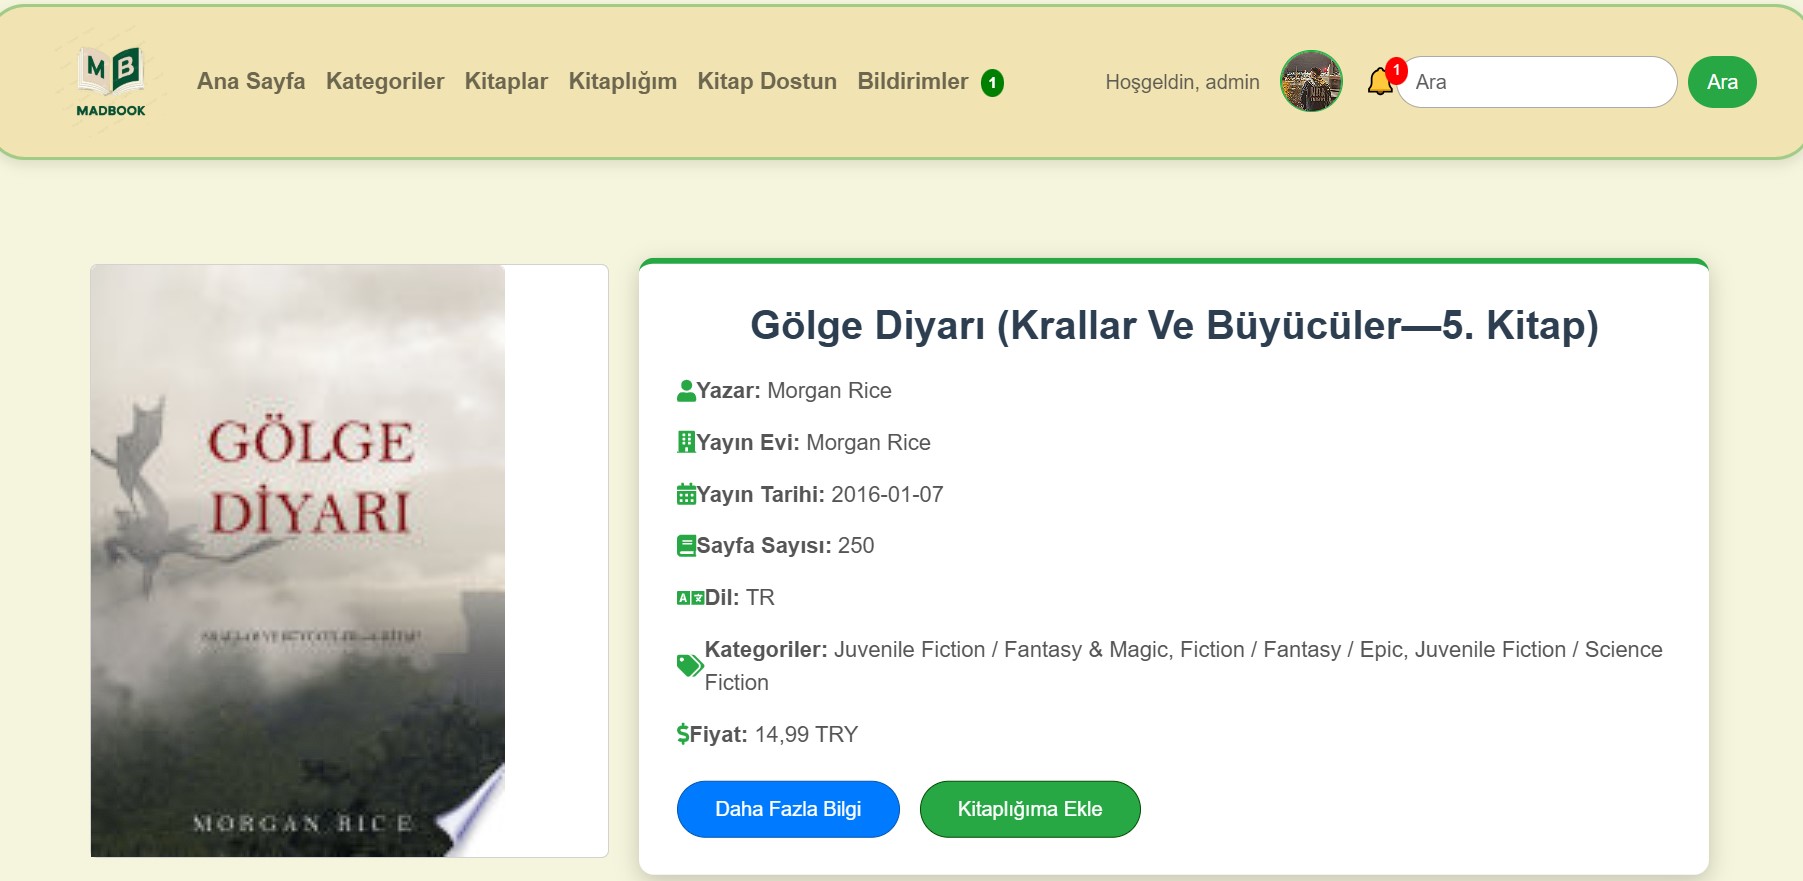 MB
MADBOOK
Ana Sayfa Kategoriler Kitaplar Kitaplığım Kitap Dostun Bildirimler 1
Hoşgeldin, admin 1 Ara Ara
GÖLGE
DİYARI
MORGAN RICE
Gölge Diyarı (Krallar Ve Büyücüler—5. Kitap)
Yazar: Morgan Rice
Yayın Evi: Morgan Rice
Yayın Tarihi: 2016-01-07
Sayfa Sayısı: 250
Dil: TR
Kategoriler: Juvenile Fiction / Fantasy & Magic, Fiction / Fantasy / Epic, Juvenile Fiction / Science
Fiction
Fiyat: 14,99 TRY
Daha Fazla Bilgi Kitaplığıma Ekle